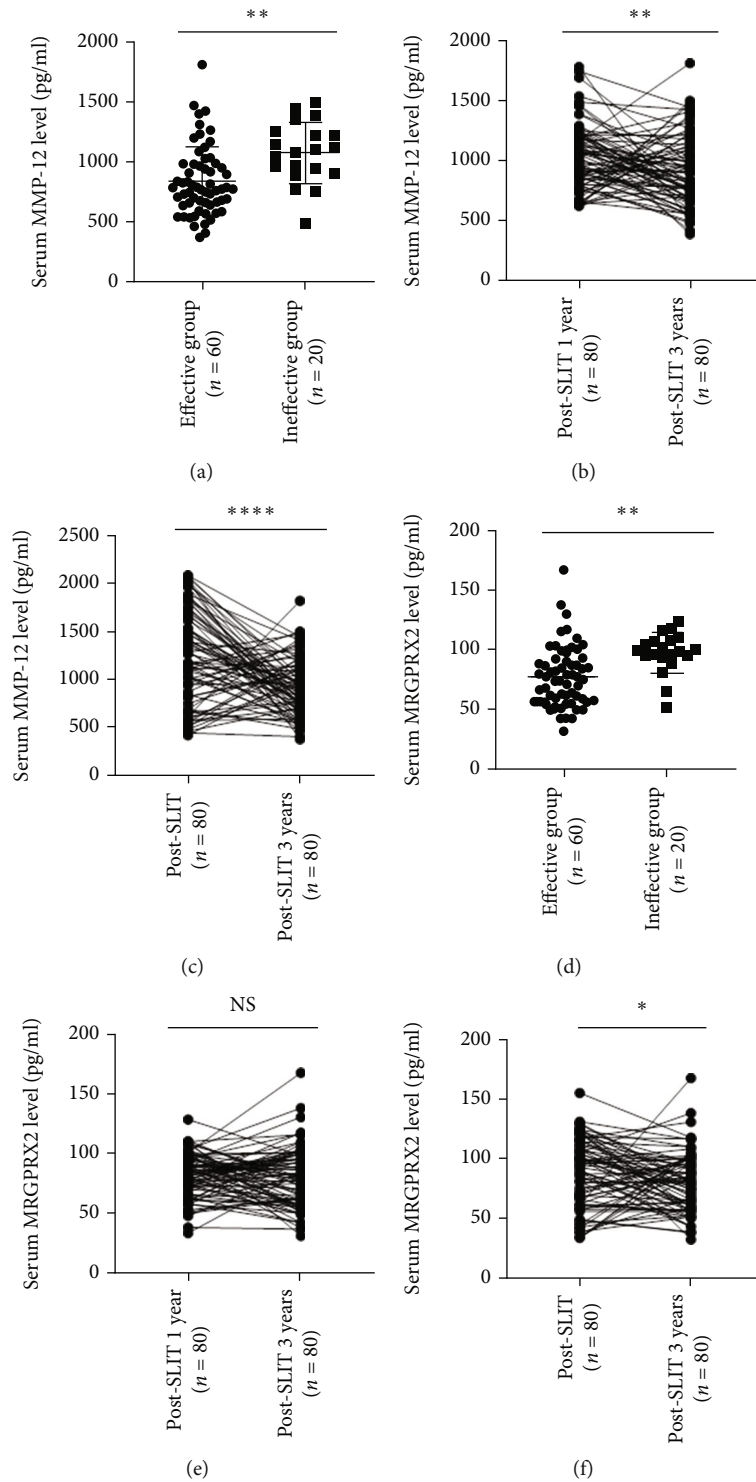 **
Serum MMP-12 level (pg/ml)
2000
1500
1000
500
0
Effective group
(n = 60)
Ineffective group
(n = 20)
(a)
**
Serum MMP-12 level (pg/ml)
2000
1500
1000
500
0
Post-SLIT 1 year
(n = 80)
Post-SLIT 3 years
(n = 80)
(b)
****
Serum MMP-12 level (pg/ml)
2500
2000
1500
1000
500
0
Post-SLIT
(n = 80)
Post-SLIT 3 years
(n = 80)
(c)
**
Serum MRGPRX2 level (pg/ml)
200
150
100
50
0
Effective group
(n = 60)
Ineffective group
(n = 20)
(d)
NS
Serum MRGPRX2 level (pg/ml)
200
150
100
50
0
Post-SLIT 1 year
(n = 80)
Post-SLIT 3 years
(n = 80)
(e)
*
Serum MRGPRX2 level (pg/ml)
200
150
100
50
0
Post-SLIT
(n = 80)
Post-SLIT 3 years
(n = 80)
(f)